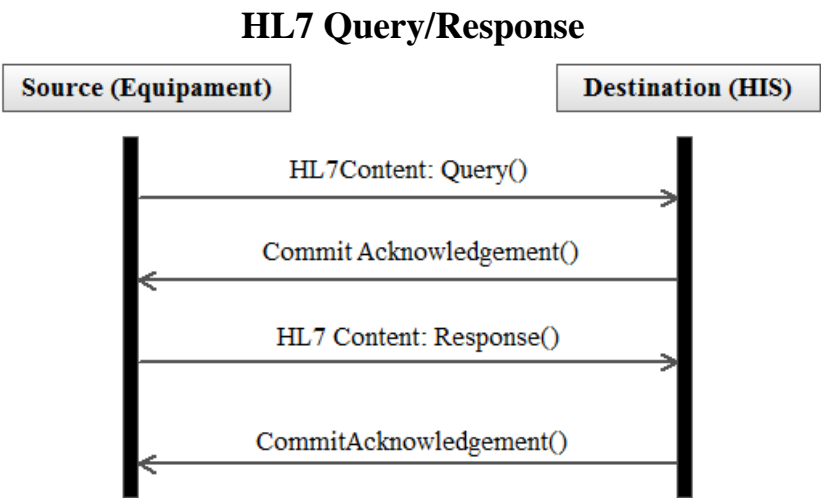 HL7 Query/Response
Source (Equipament)
Destination (HIS)
HL7Content: Query()
Commit Acknowledgement()
HL7 Content: Response()
CommitAcknowledgement()